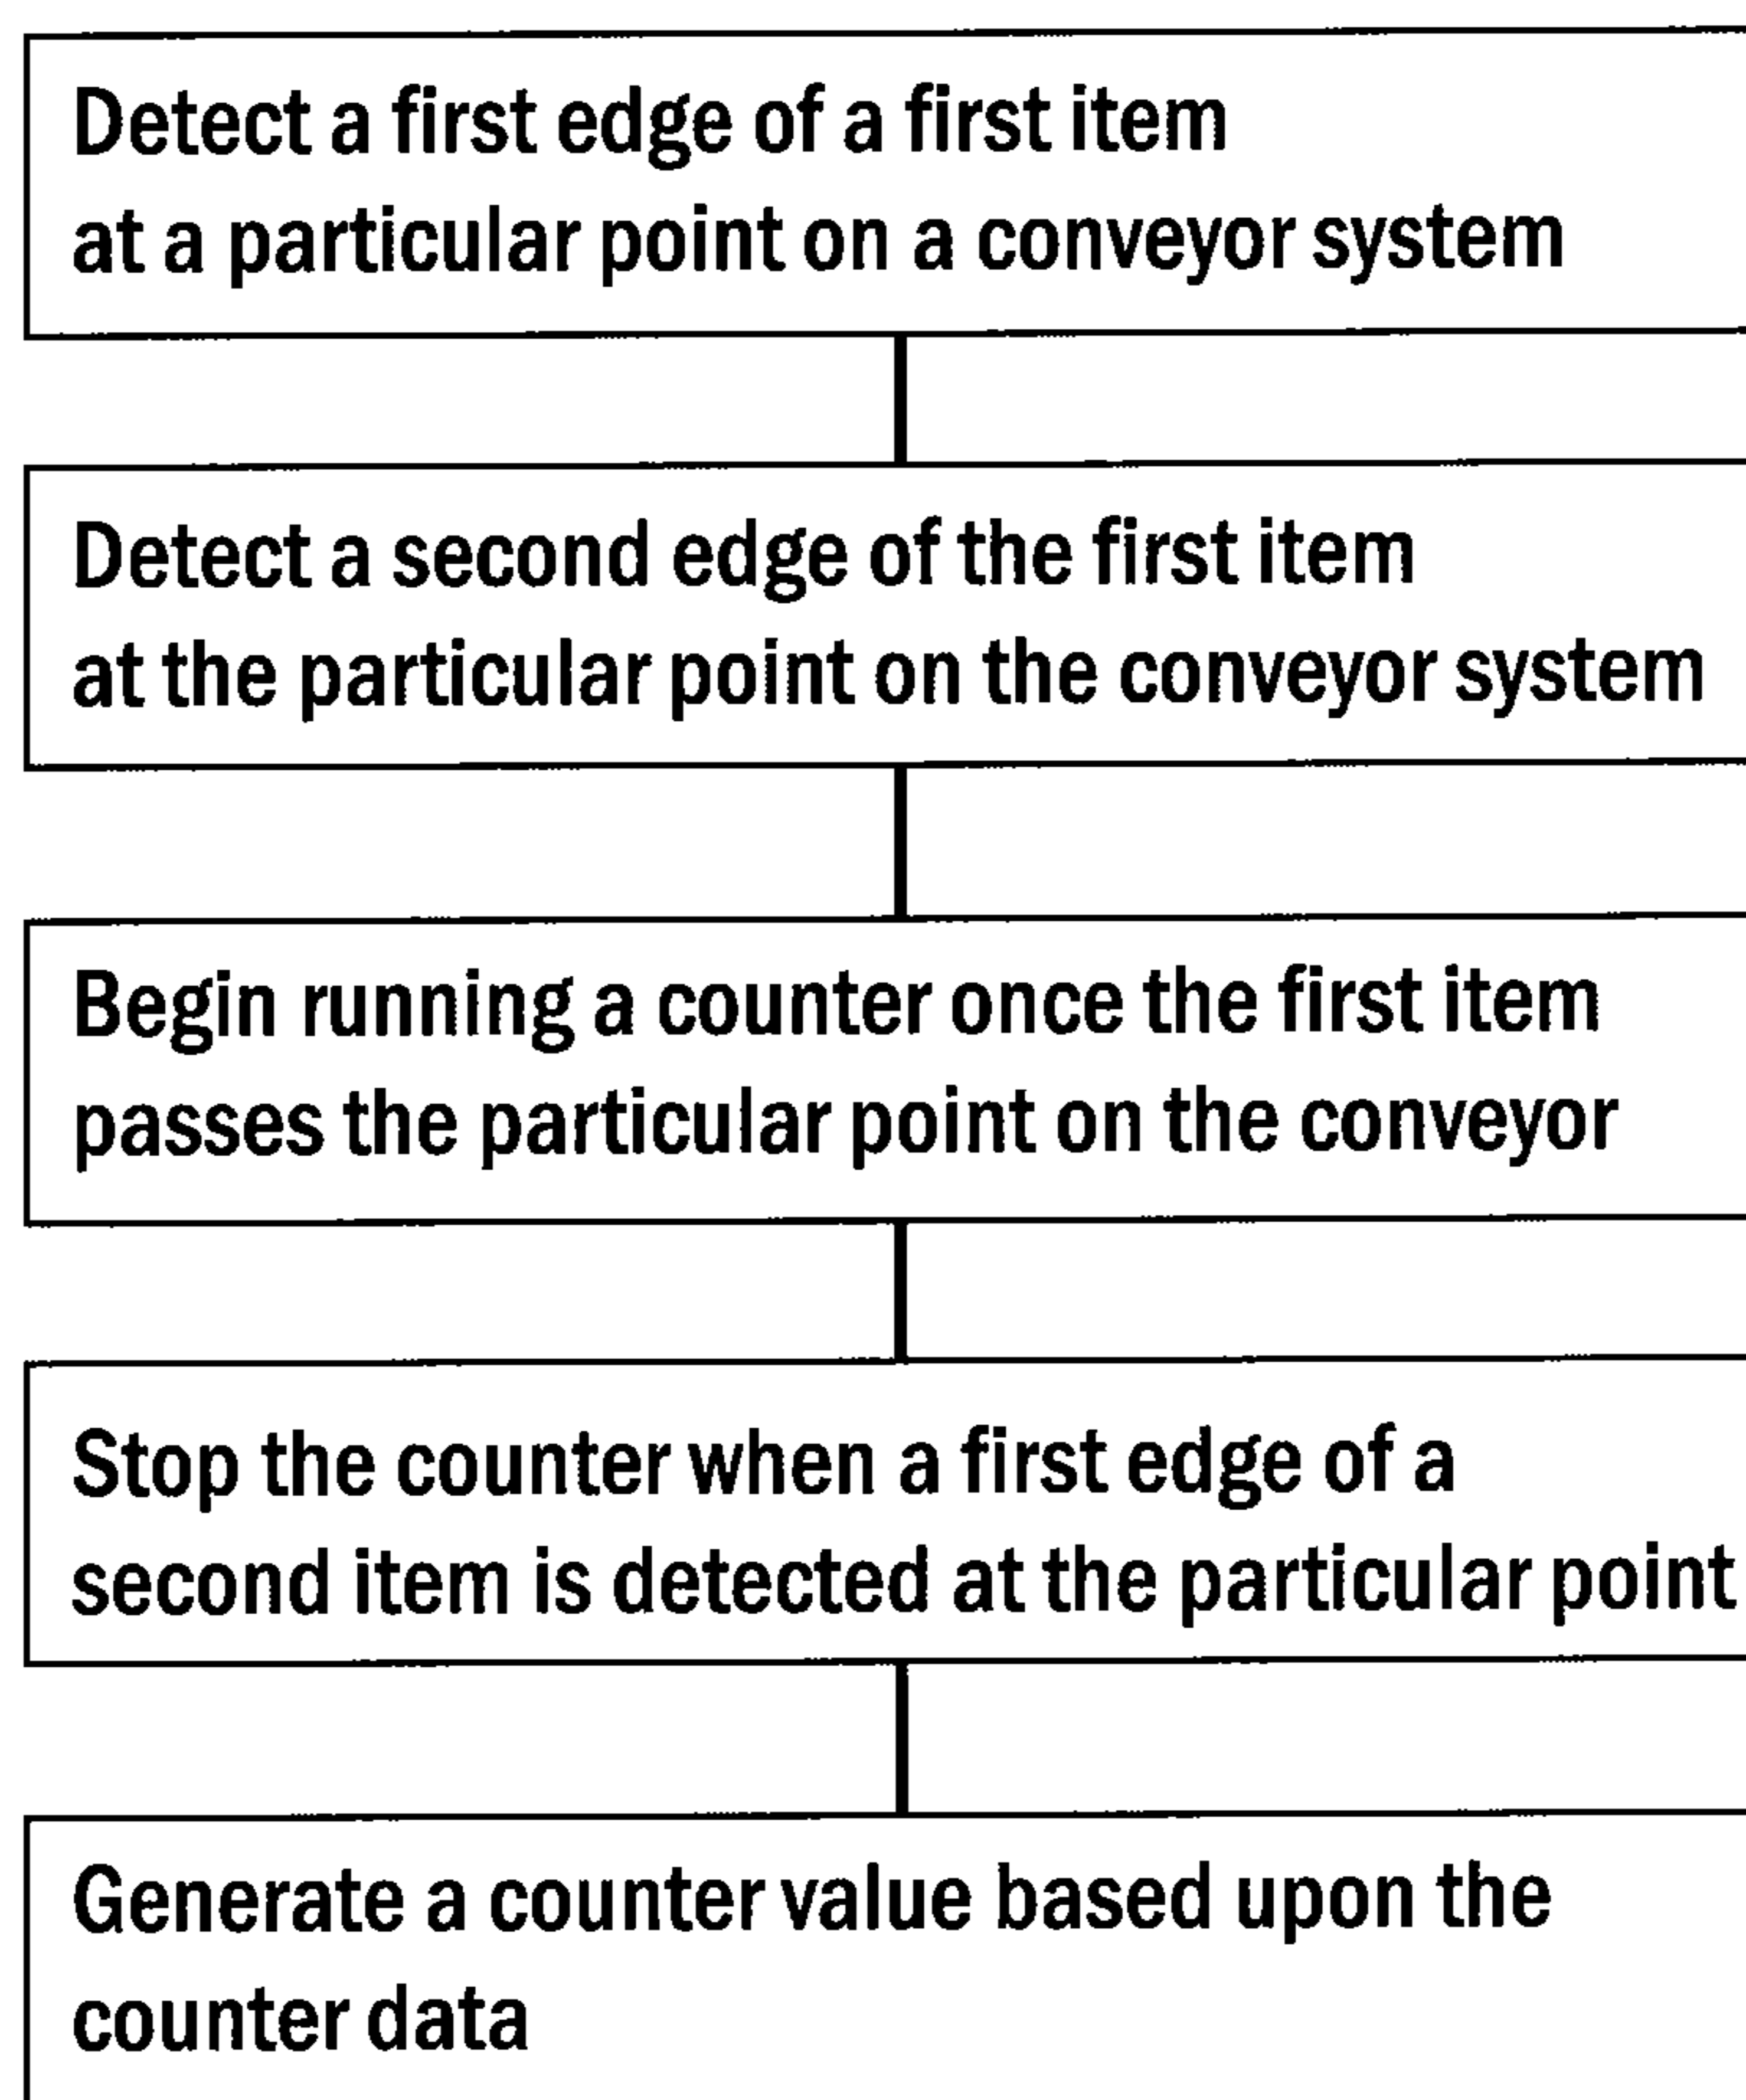 Detect a first edge of a first item
at a particular point on a conveyor system
Detect a second edge of the first item
at the particular point on the conveyor system
Begin running a counter once the first item
passes the particular point on the conveyor
Stop the counter when a first edge of a
second item is detected at the particular point
Generate a counter value based upon the
counter data